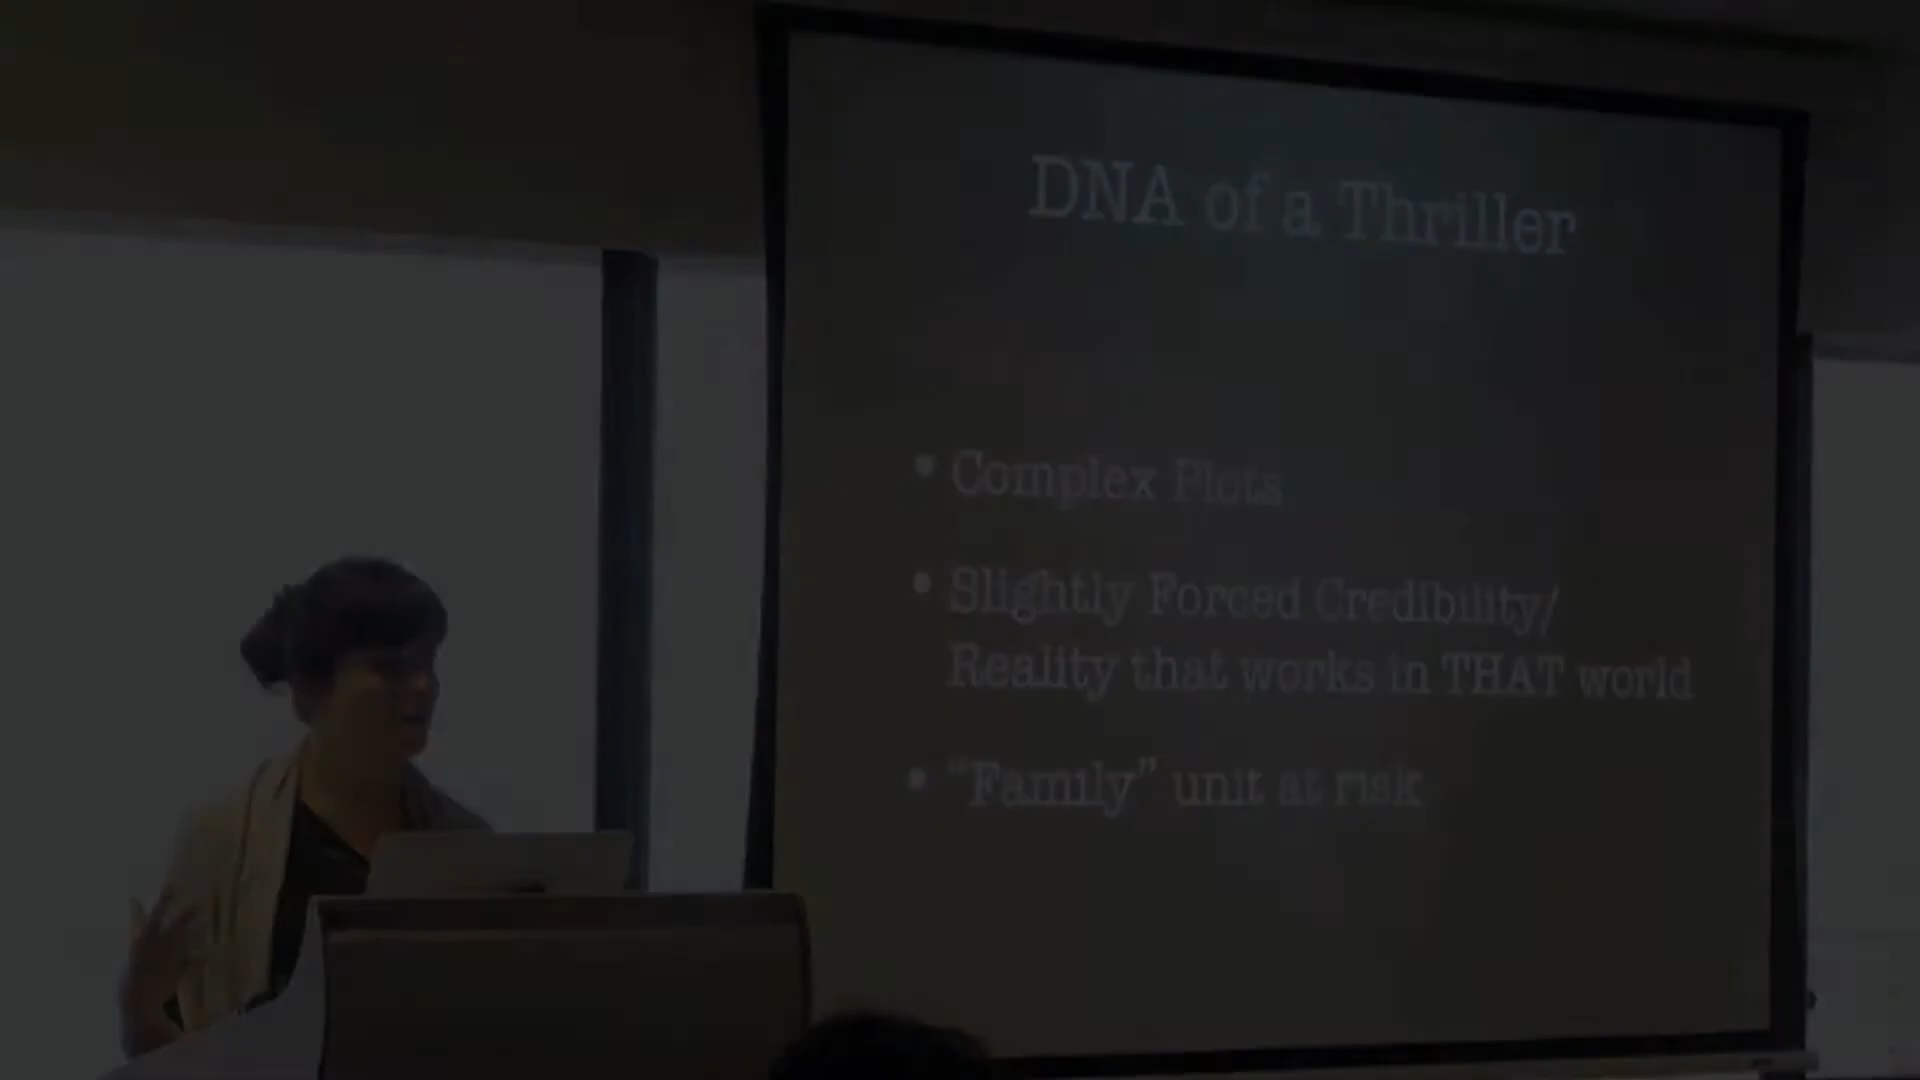 DNA of a Thriller
• Complex Plots
• Slightly Forced Credibility/
Reality that works in THAT world
• “Family” unit at risk